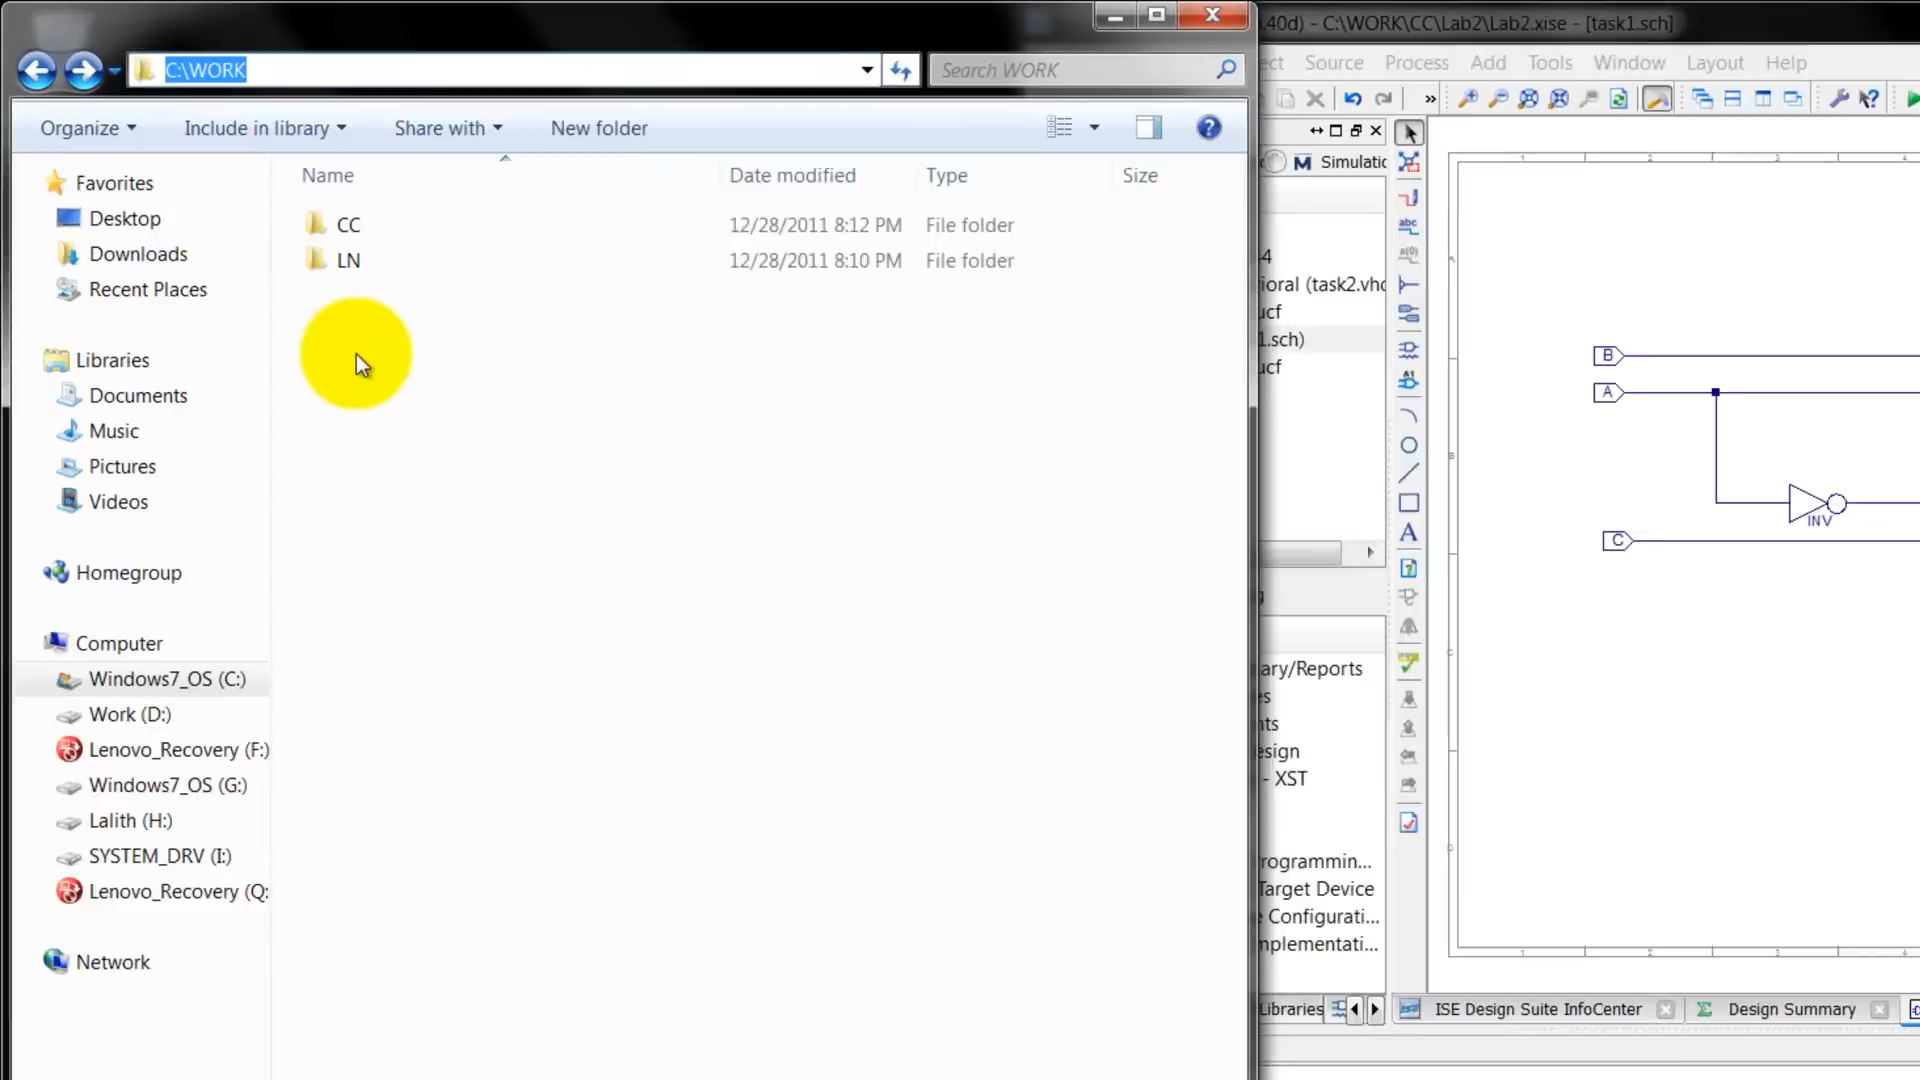 .40d) - C:\WORK\CC\Lab2\Lab2.xise - [task1.sch]
C:\WORK
Search WORK
Source Process Add Tools Window Layout Help
Organize Include in library Share with New folder
Name Date modified Type Size
CC 12/28/2011 8:12 PM File folder
LN 12/28/2011 8:10 PM File folder
Favorites
Desktop
Downloads
Recent Places
Libraries
Documents
Music
Pictures
Videos
Homegroup
Computer
Windows7_OS (C:)
Work (D:)
Lenovo_Recovery (F:)
Windows7_OS (G:)
Lalith (H:)
SYSTEM_DRV (I:)
Lenovo_Recovery (Q:
Network
Simulatic
ioral (task2.vhc
ucf
1.sch)
ucf
ary/Reports
esign
- XST
rogrammin...
Target Device
Configurati...
mplementati...
Libraries
B
A
INV
C
ISE Design Suite InfoCenter
Design Summary